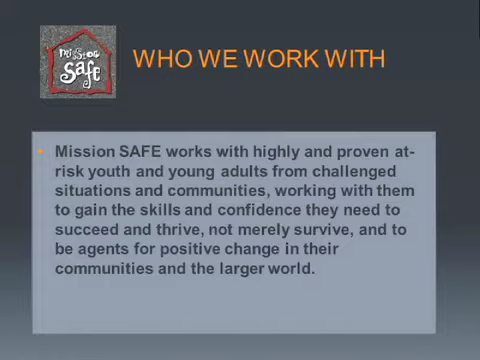 mission
Safe
WHO WE WORK WITH
Mission SAFE works with highly and proven at-
risk youth and young adults from challenged
situations and communities, working with them
to gain the skills and confidence they need to
succeed and thrive, not merely survive, and to
be agents for positive change in their
communities and the larger world.